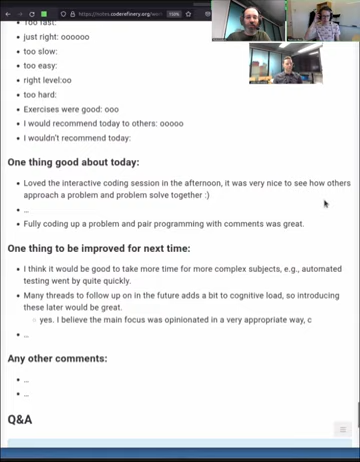 https://notes.coderefinery.org/
too fast:
just right: oooooo
too slow:
too easy:
right level:oo
too hard:
Exercises were good: ooo
I would recommend today to others: ooooo
I wouldn't recommend today:
One thing good about today:
Loved the interactive coding session in the afternoon, it was very nice to see how others
approach a problem and problem solve together :)
..
Fully coding up a problem and pair programming with comments was great.
One thing to be improved for next time:
I think it would be good to take more time for more complex subjects, e.g., automated
testing went by quite quickly.
Many threads to follow up on in the future adds a bit to cognitive load, so introducing
these later would be great.
yes. I believe the main focus was opinionated in a very appropriate way, c
..
Any other comments:
..
..
Q&A